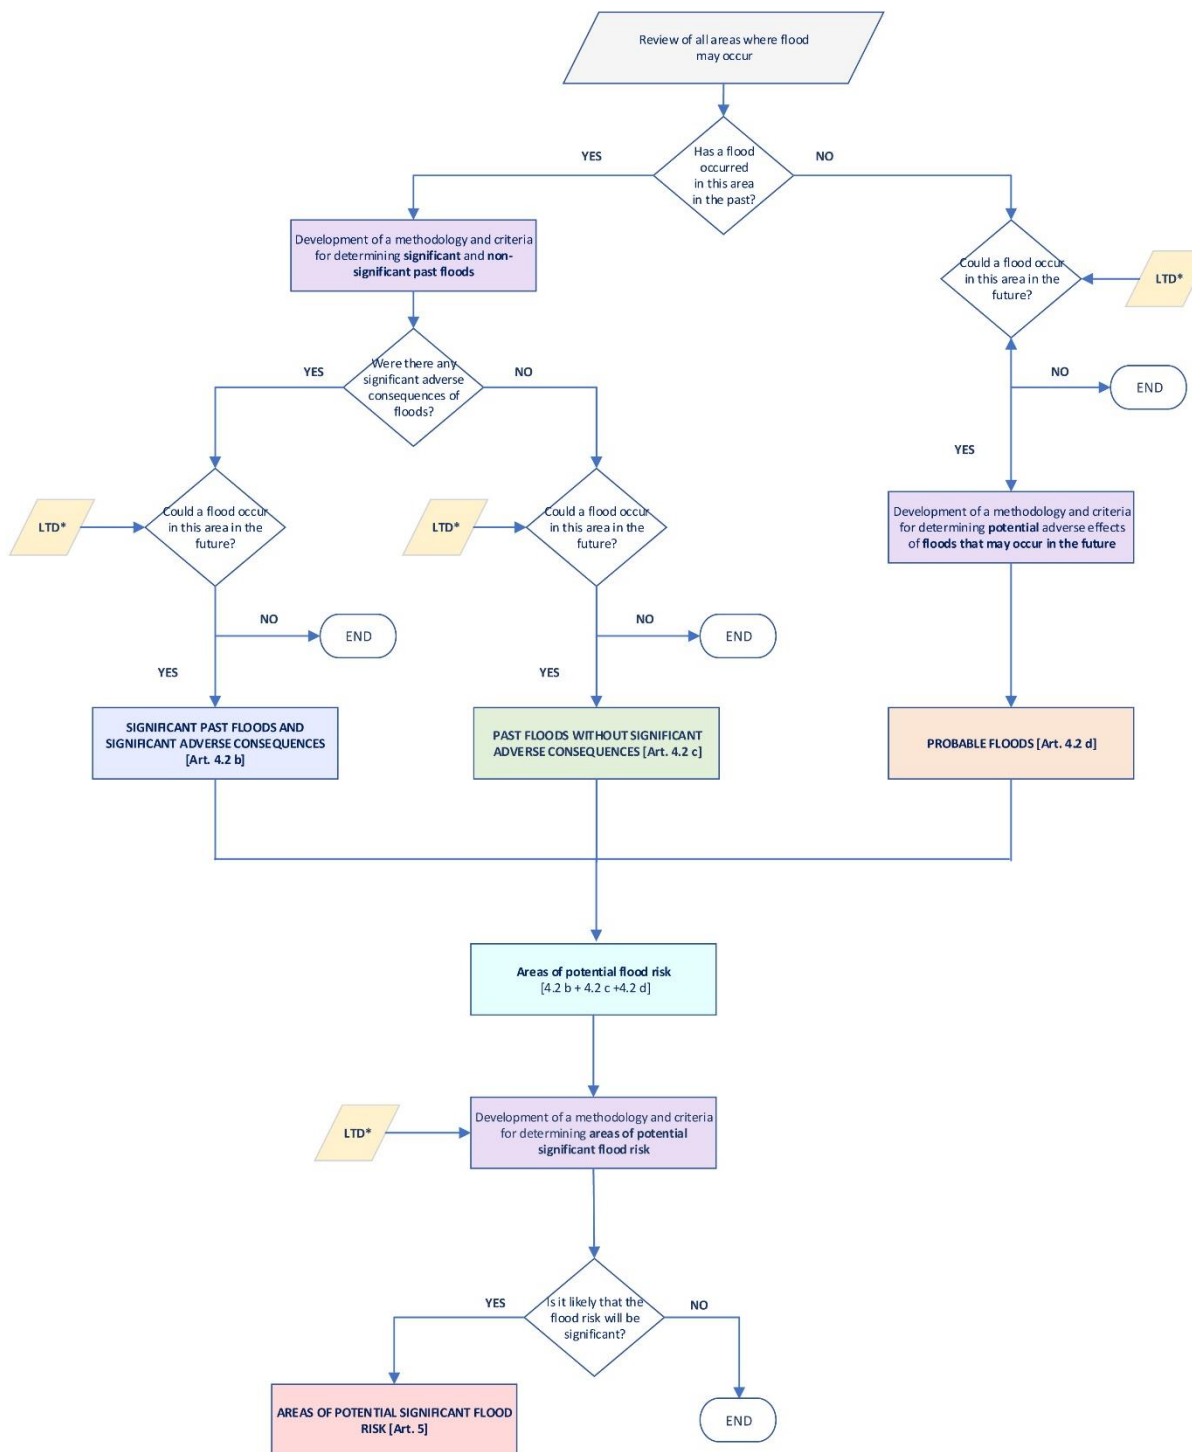 Review of all areas where flood
may occur
Has a flood
occurred
in this area
in the past?
YES
NO
Development of a methodology and criteria
for determining significant and non-
significant past floods
Could a flood occur
in this area in the
future?
LTD*
Were there any
significant adverse
consequences of
floods?
YES
NO
NO
END
YES
LTD*
Could a flood occur
in this area in the
future?
LTD*
Could a flood occur
in this area in the
future?
Development of a methodology and criteria
for determining potential adverse effects
of floods that may occur in the future
NO
END
YES
NO
END
YES
SIGNIFICANT PAST FLOODS AND
SIGNIFICANT ADVERSE CONSEQUENCES
[Art. 4.2 b]
PAST FLOODS WITHOUT SIGNIFICANT
ADVERSE CONSEQUENCES [Art. 4.2 c]
PROBABLE FLOODS [Art. 4.2 d]
Areas of potential flood risk
[4.2 b + 4.2 c +4.2 d]
LTD*
Development of a methodology and criteria
for determining areas of potential
significant flood risk
Is it likely that the
flood risk will be
significant?
YES
NO
AREAS OF POTENTIAL SIGNIFICANT FLOOD
RISK [Art. 5]
END